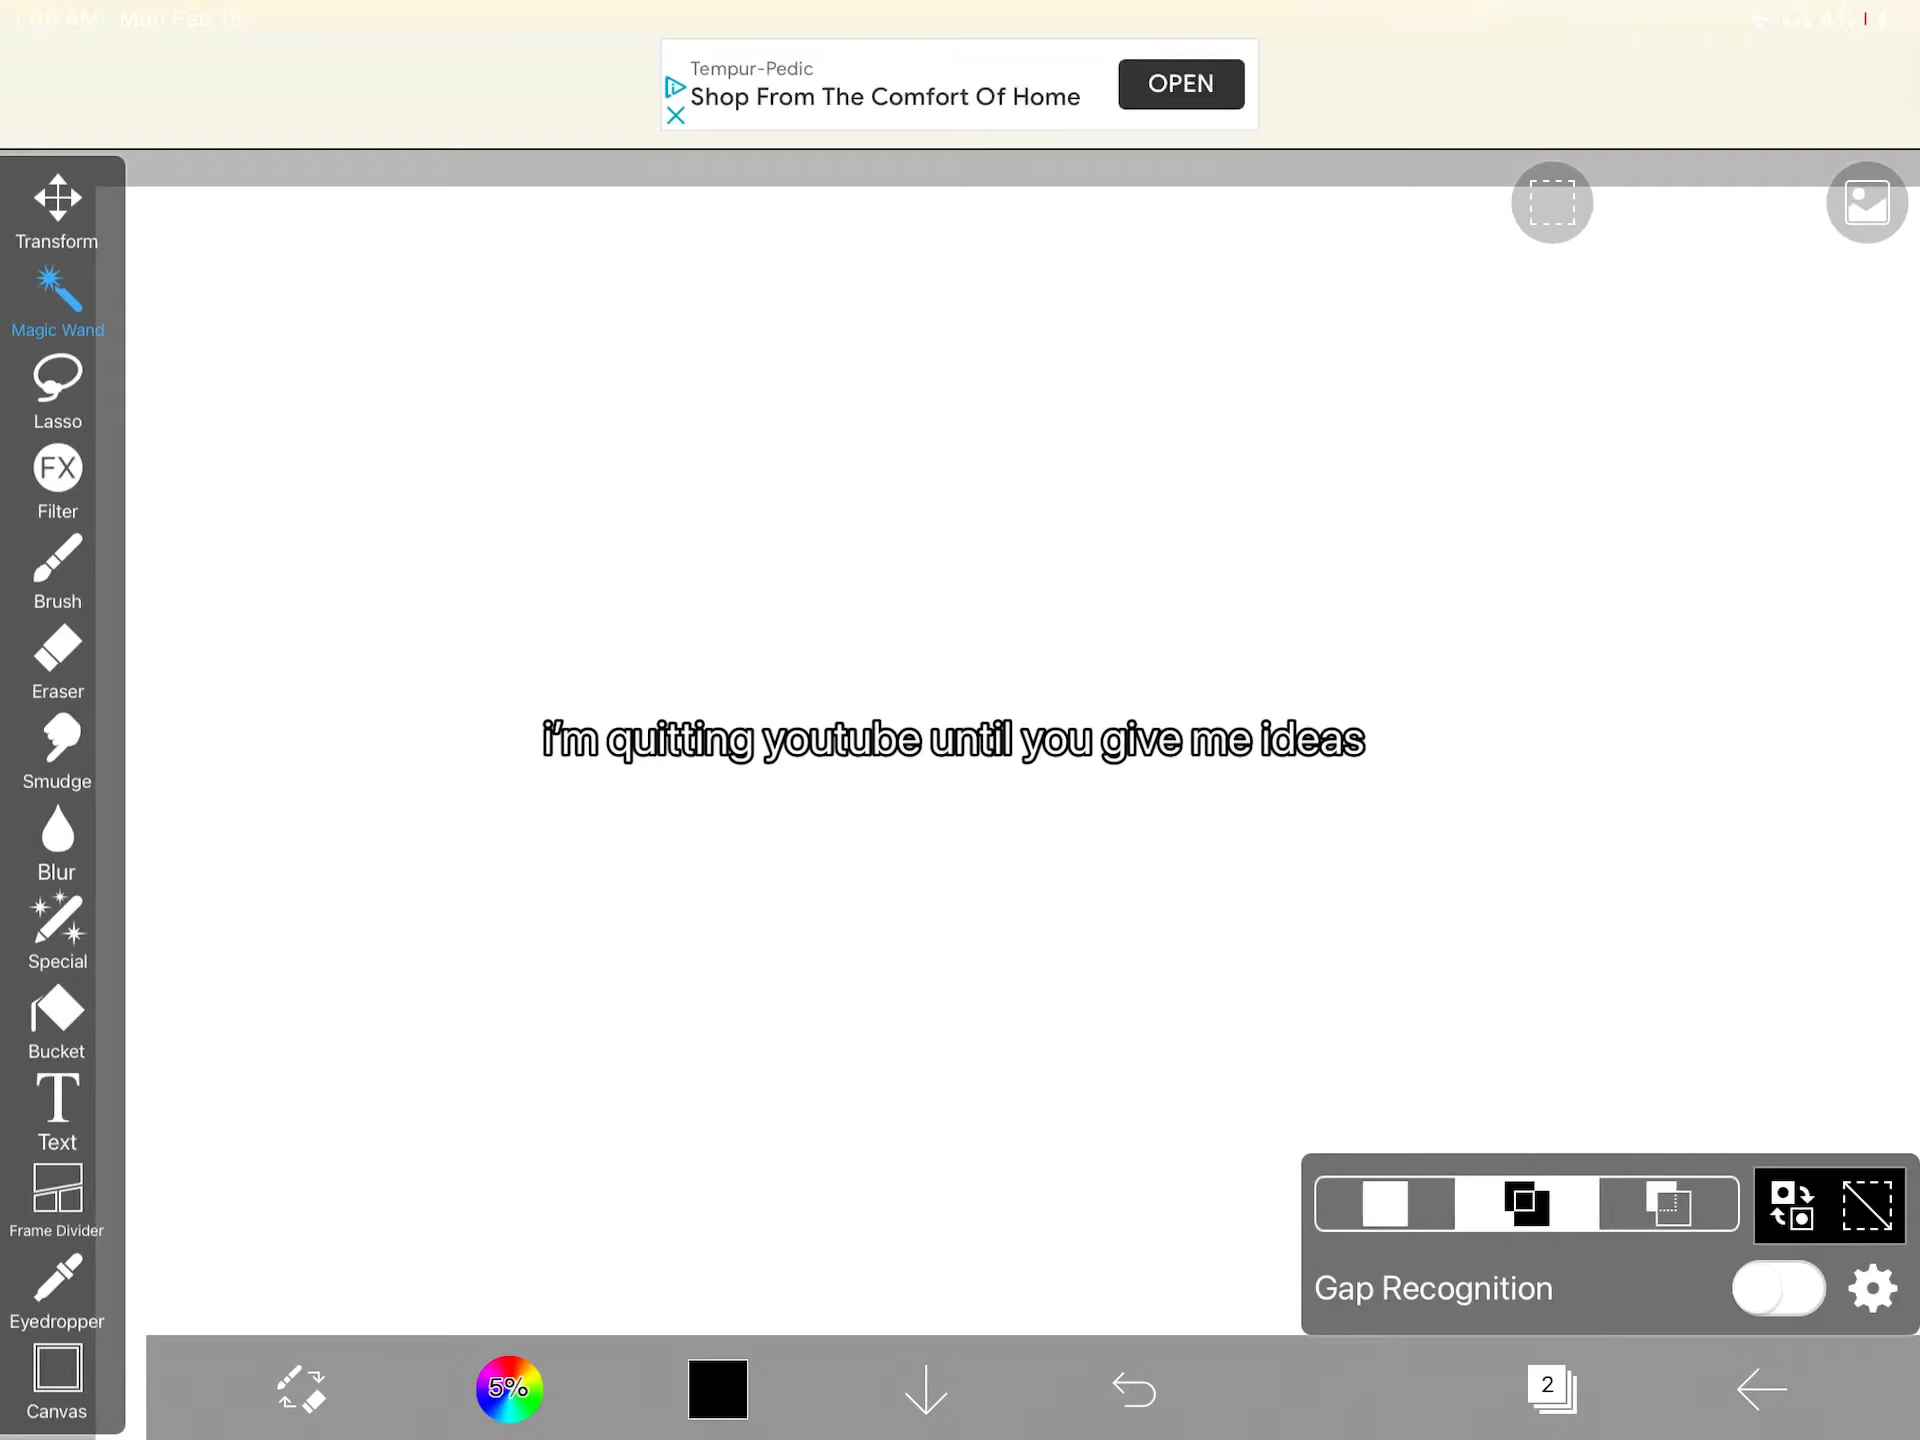 Tempur-Pedic
Shop From The Comfort Of Home
OPEN
Transform
Magic Wand
Lasso
FX
Filter
Brush
Eraser
Smudge
Blur
Special
Bucket
T
Text
Frame Divider
Eyedropper
Canvas
i'm quitting youtube until you give me ideas
Gap Recognition
5%
2